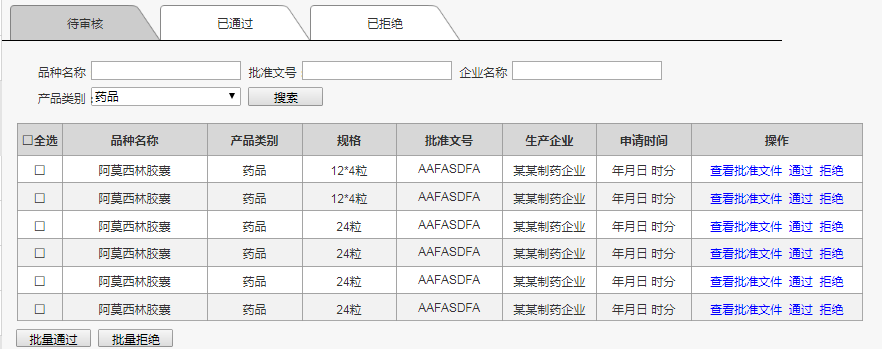 待审核 已通过 已拒绝
品种名称 批准文号 企业名称
产品类别: 药品 搜索
全选 品种名称 产品类别 规格 批准文号 生产企业 申请时间 操作
阿莫西林胶囊 药品 12*4粒 AAFASDFA 某某制药企业 年月日 时分 查看批准文件 通过 拒绝
阿莫西林胶囊 药品 12*4粒 AAFASDFA 某某制药企业 年月日 时分 查看批准文件 通过 拒绝
阿莫西林胶囊 药品 24粒 AAFASDFA 某某制药企业 年月日 时分 查看批准文件 通过 拒绝
阿莫西林胶囊 药品 24粒 AAFASDFA 某某制药企业 年月日 时分 查看批准文件 通过 拒绝
阿莫西林胶囊 药品 24粒 AAFASDFA 某某制药企业 年月日 时分 查看批准文件 通过 拒绝
阿莫西林胶囊 药品 24粒 AAFASDFA 某某制药企业 年月日 时分 查看批准文件 通过 拒绝
批量通过 批量拒绝